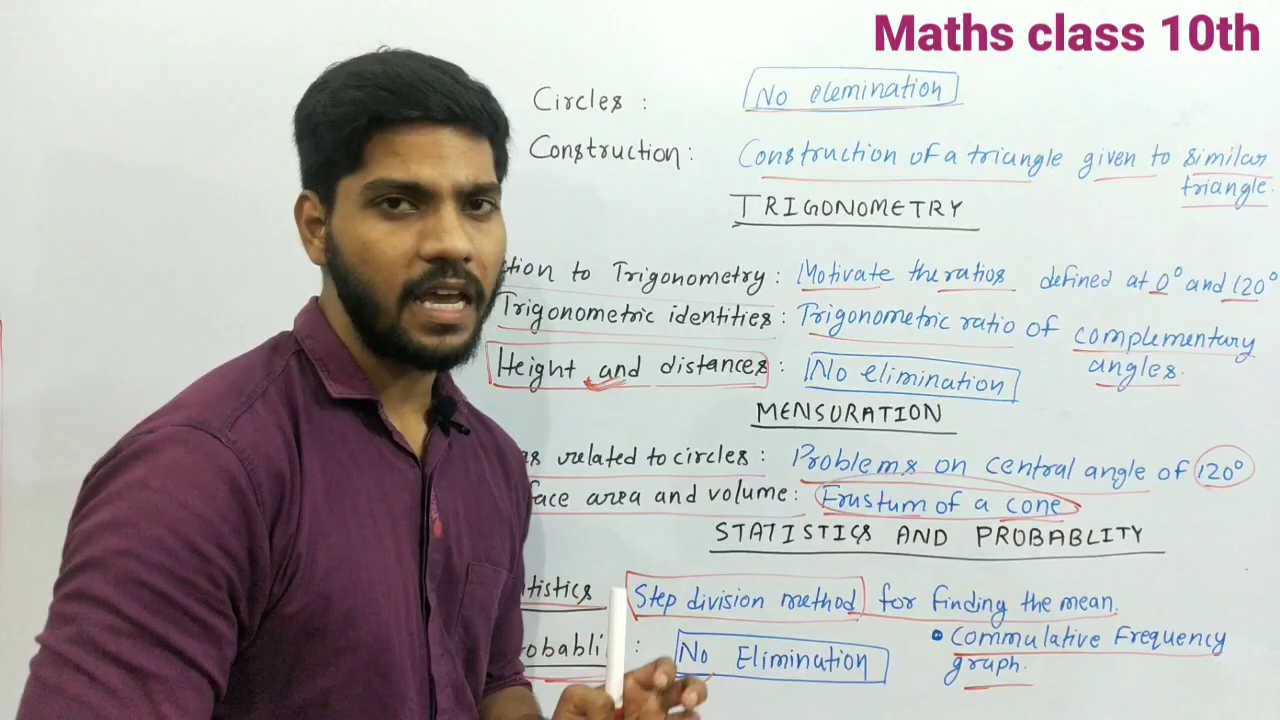 Maths class 10th
Circles : No elemination
Construction: Construction of a triangle given to similar
triangle.
TRIGONOMETRY
tion to Trigonometry: Motivate the ratios defined at 0° and 120°
Trigonometric identities: Trigonometric ratio of complementary
angles.
Height and distances: No elimination
MENSURATION
as related to circles: Problems on central angle of 120°
face area and volume: Frustum of a cone
STATISTICS AND PROBABLITY
tistics Step division method for finding the mean.
• Commulative Frequency
graph.
obabli : No Elimination